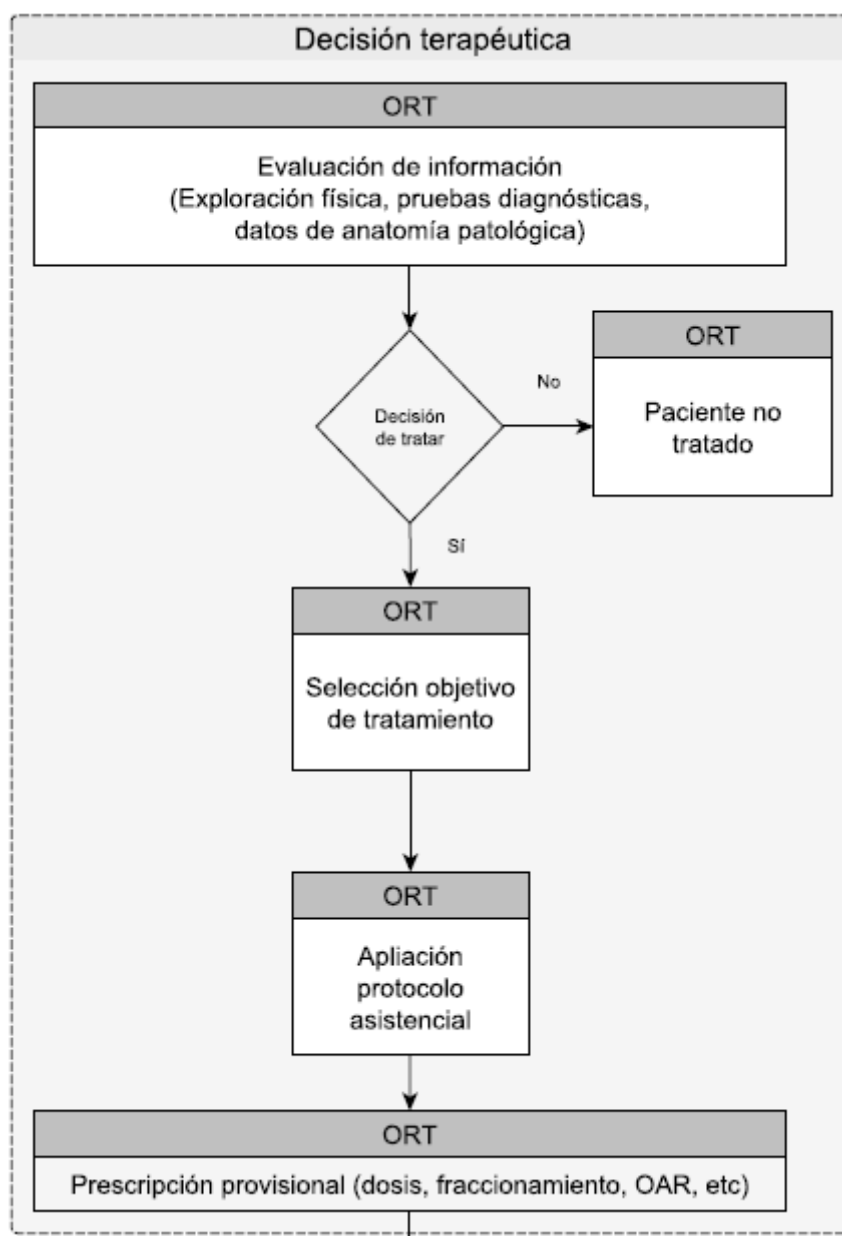 Decisión terapéutica
ORT
Evaluación de información
(Exploración física, pruebas diagnósticas,
datos de anatomía patológica)
Decisión
de tratar
No
ORT
Paciente no
tratado
Sí
ORT
Selección objetivo
de tratamiento
ORT
Apliación
protocolo
asistencial
ORT
Prescripción provisional (dosis, fraccionamiento, OAR, etc)